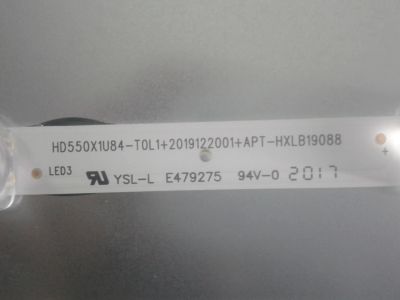 HD550X1U84-T0L1+2019122001+APT-HXLB19088
LED3 YSL-L E479275 94V-0 2017
+